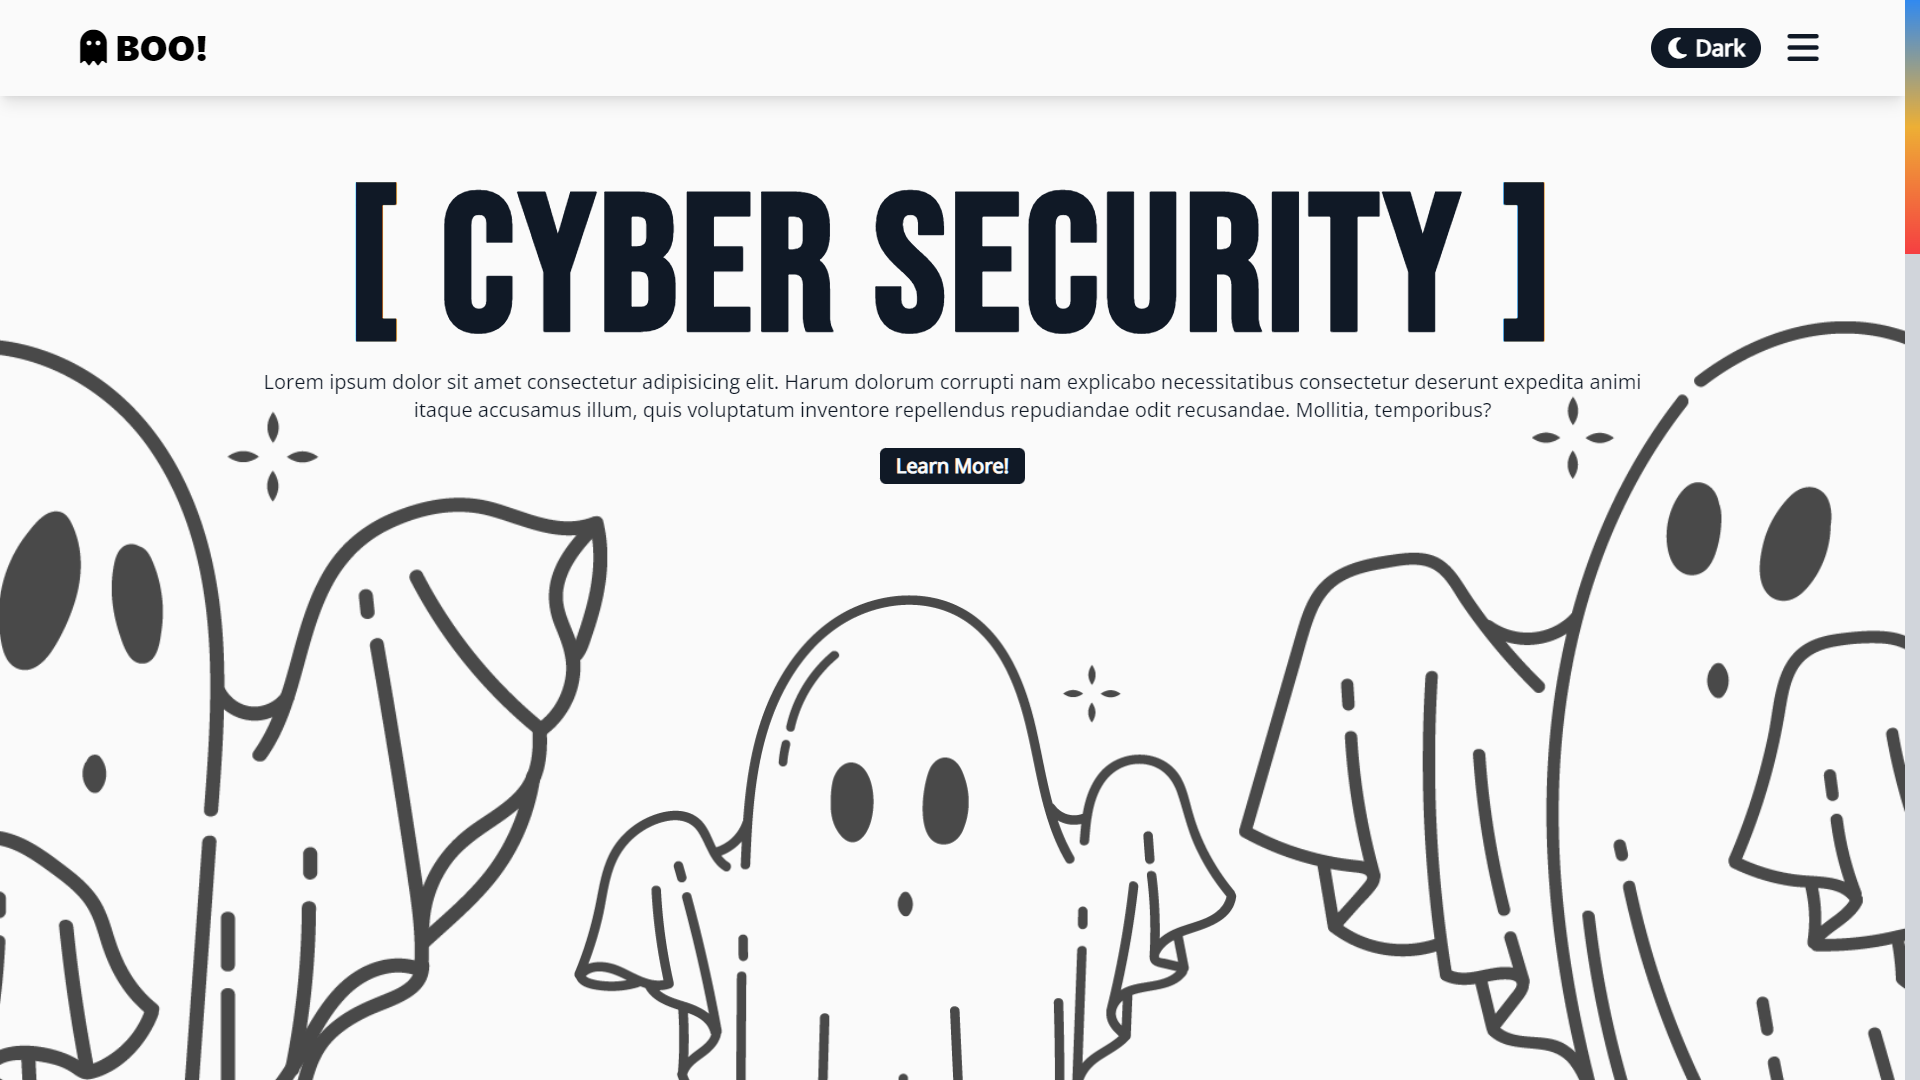 BOO!
Dark
[ CYBER SECURITY ]
Lorem ipsum dolor sit amet consectetur adipisicing elit. Harum dolorum corrupti nam explicabo necessitatibus consectetur deserunt expedita animi
itaque accusamus illum, quis voluptatum inventore repellendus repudiandae odit recusandae. Mollitia, temporibus?
Learn More!